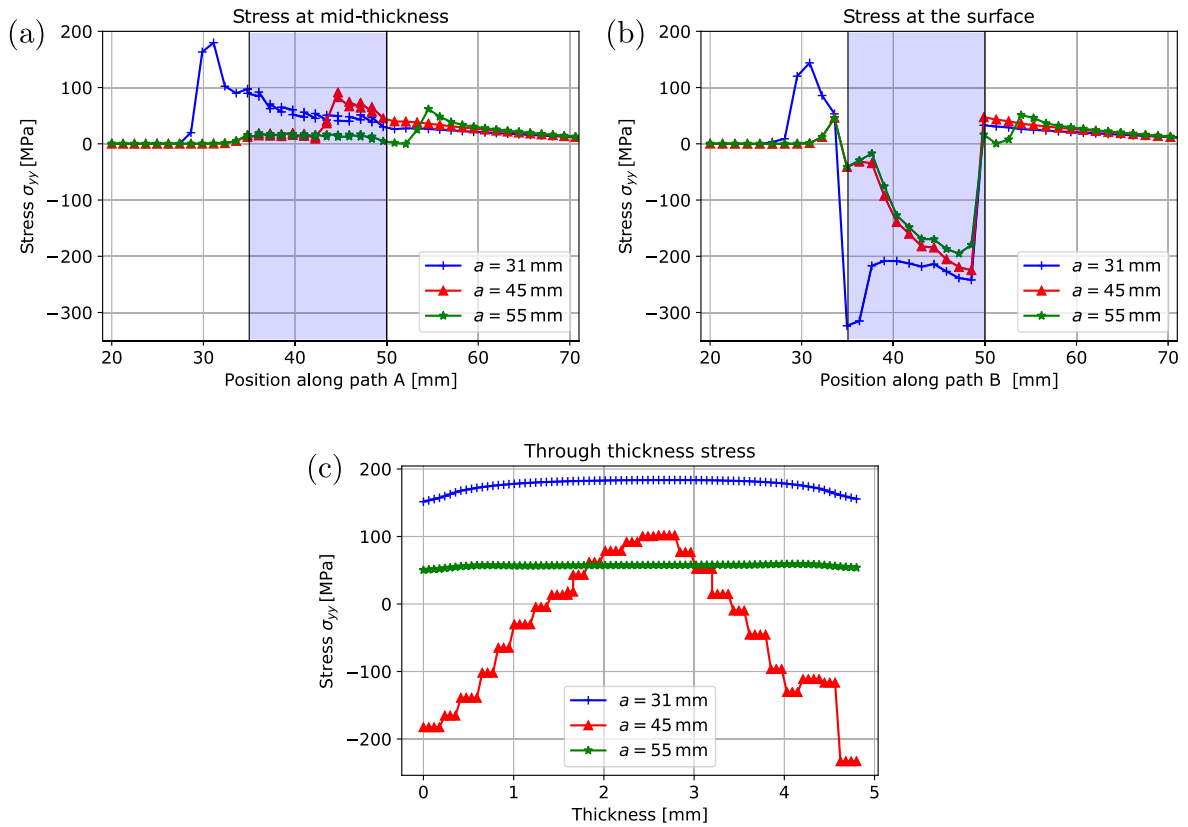 (a)
Stress at mid-thickness
200
100
0
−100
−200
−300
Stress σyy [MPa]
a = 31 mm
a = 45 mm
a = 55 mm
20 30 40 50 60 70
Position along path A [mm]
(b)
Stress at the surface
200
100
0
−100
−200
−300
Stress σyy [MPa]
a = 31 mm
a = 45 mm
a = 55 mm
20 30 40 50 60 70
Position along path B [mm]
(c)
Through thickness stress
200
100
0
−100
−200
Stress σyy [MPa]
a = 31 mm
a = 45 mm
a = 55 mm
0 1 2 3 4 5
Thickness [mm]